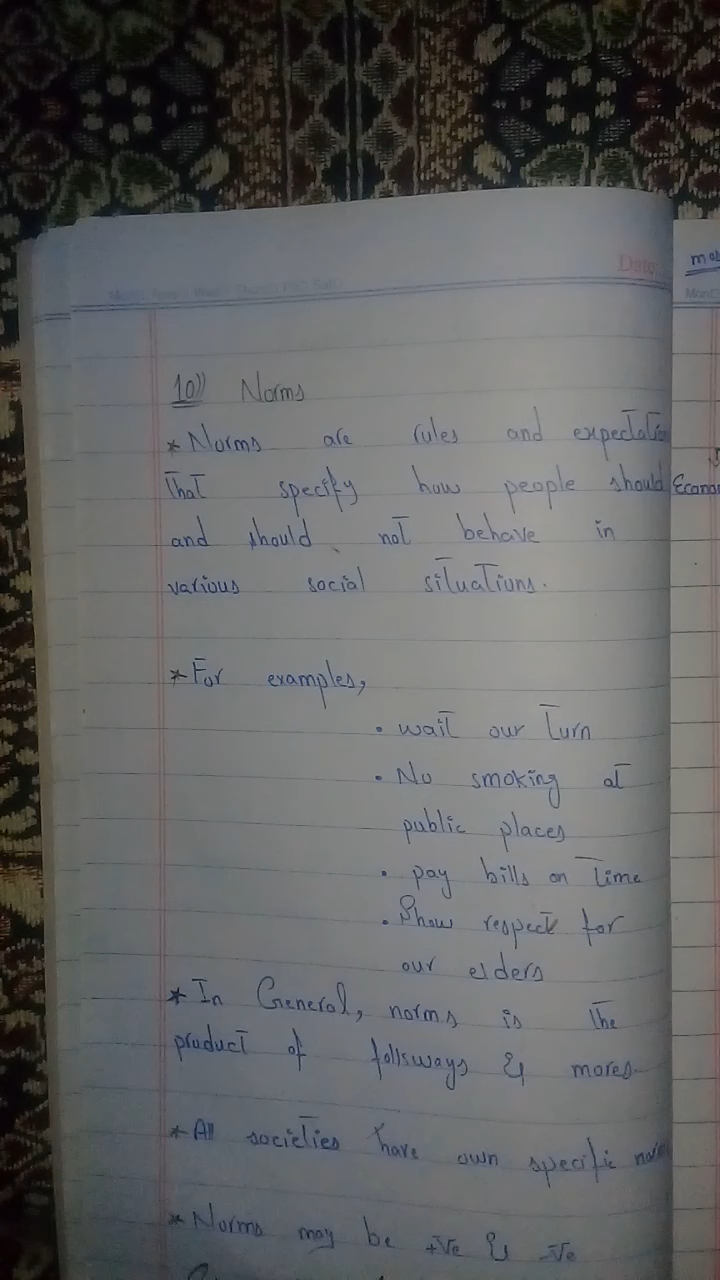 Date
10)) Norms
* Norms are rules and expectation
that specify how people should
and should not behave in
various social situations.
* For examples,
• wait our turn
• No smoking at
public places
• pay bills on time
• Show respect for
our elders
* In General, norms is the
product of follsways & mores
* All societies have own specific norms
* Norms may be +ve & -ve